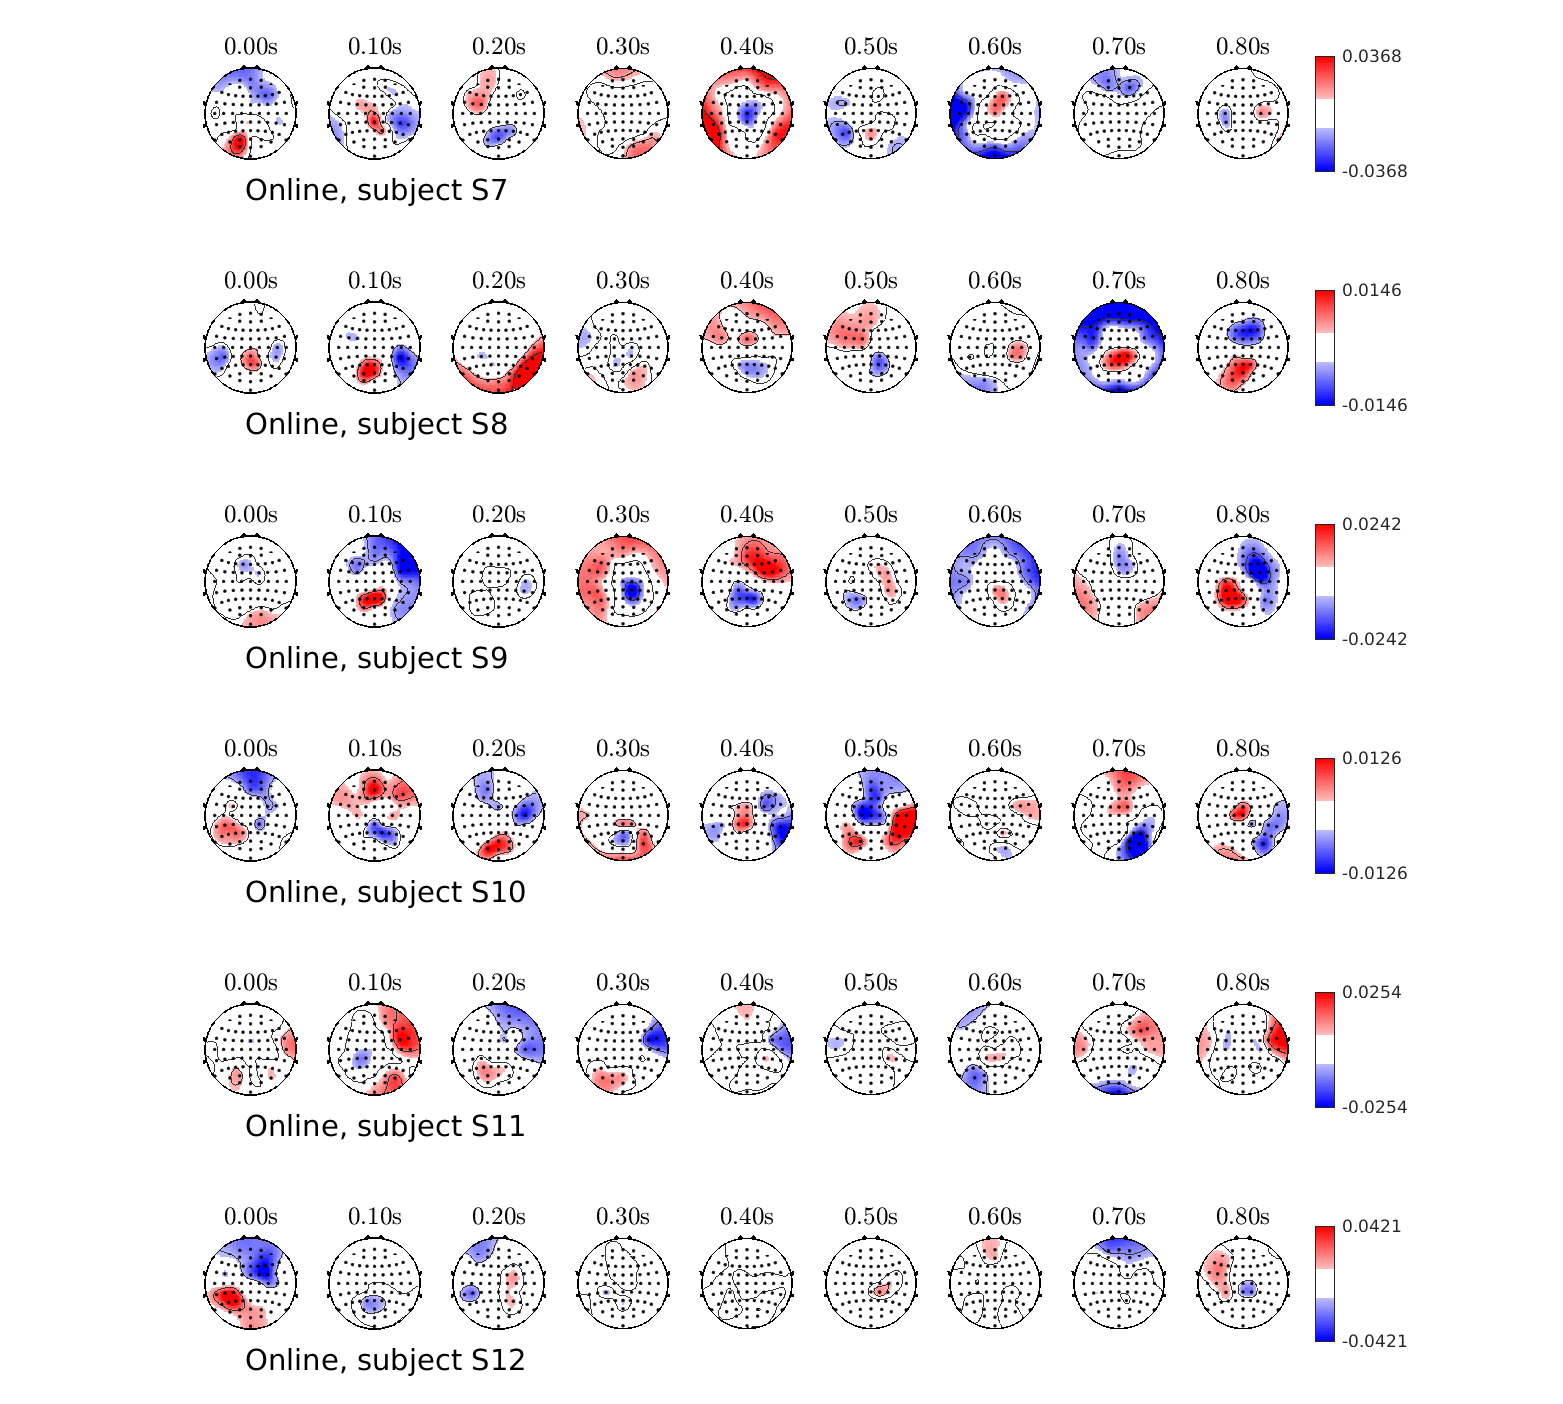 0.00s 0.10s 0.20s 0.30s 0.40s 0.50s 0.60s 0.70s 0.80s
0.0368
-0.0368
Online, subject S7
0.00s 0.10s 0.20s 0.30s 0.40s 0.50s 0.60s 0.70s 0.80s
0.0146
-0.0146
Online, subject S8
0.00s 0.10s 0.20s 0.30s 0.40s 0.50s 0.60s 0.70s 0.80s
0.0242
-0.0242
Online, subject S9
0.00s 0.10s 0.20s 0.30s 0.40s 0.50s 0.60s 0.70s 0.80s
0.0126
-0.0126
Online, subject S10
0.00s 0.10s 0.20s 0.30s 0.40s 0.50s 0.60s 0.70s 0.80s
0.0254
-0.0254
Online, subject S11
0.00s 0.10s 0.20s 0.30s 0.40s 0.50s 0.60s 0.70s 0.80s
0.0421
-0.0421
Online, subject S12